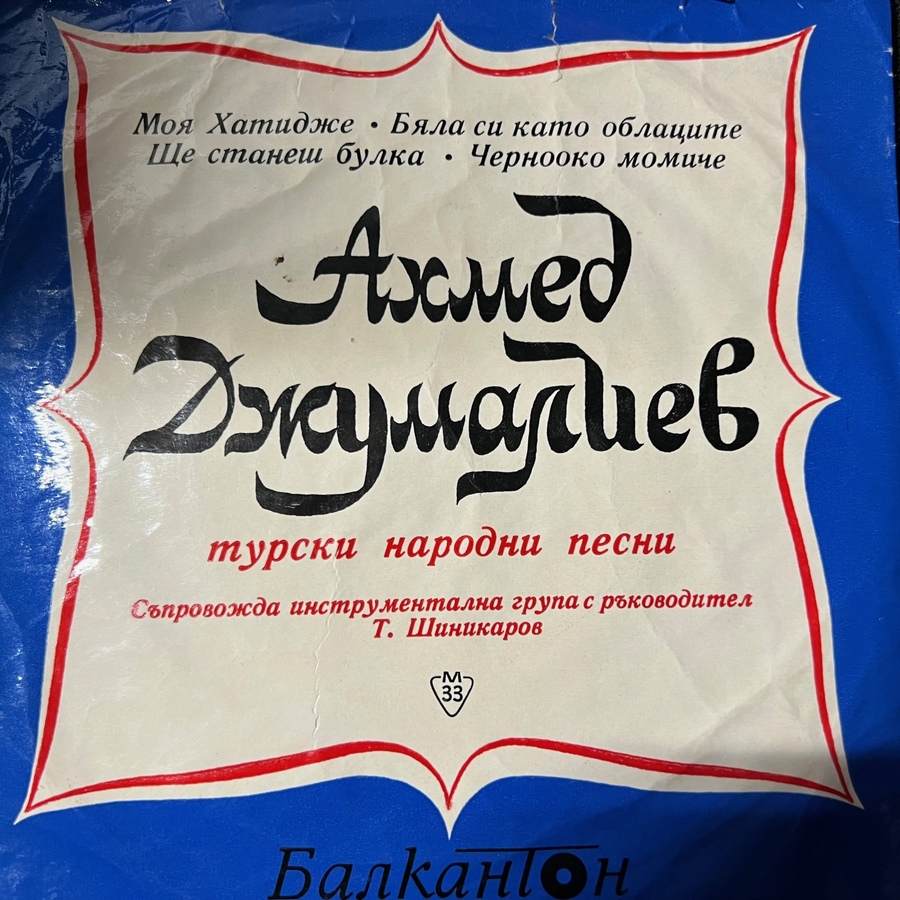 Моя Хатидже • Бяла си като облаците
Ще станеш булка • Чернооко момиче
Ахмед
Джумалиев
турски народни песни
Съпровожда инструментална група с ръководител
Т. Шиникаров
М
33
Балкантон